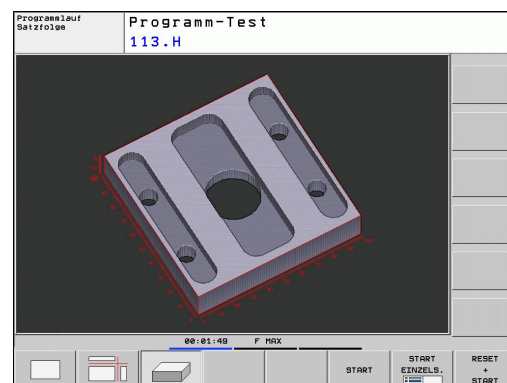 Programmlauf
Satzfolge
Programm-Test
113.H
00:01:49 F MAX
START
START
EINZELS.
RESET
+
START